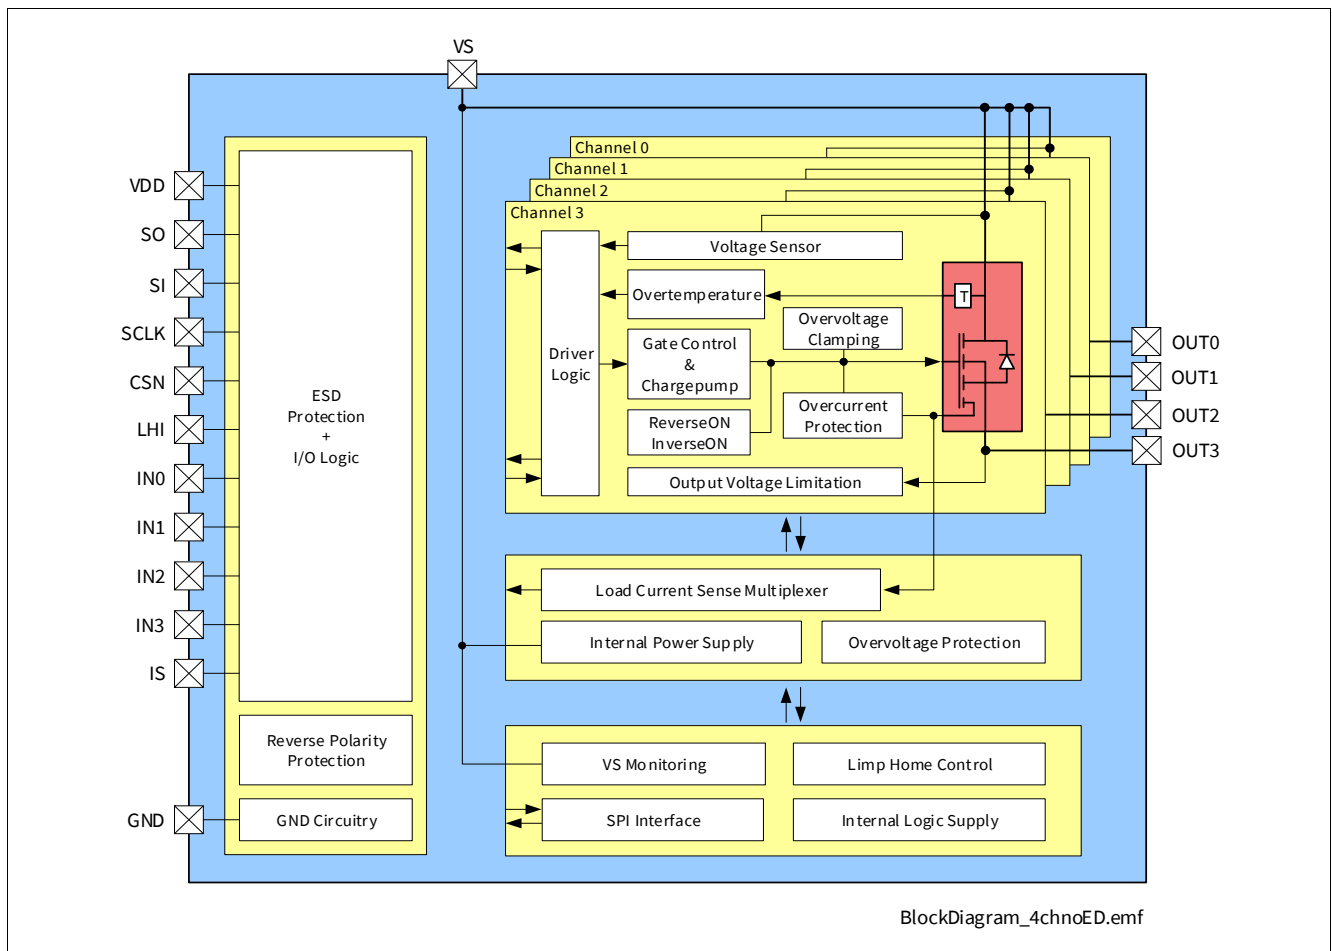 VS
VDD
SO
SI
SCLK
CSN
LHI
IN0
IN1
IN2
IN3
IS
GND
ESD
Protection
+
I/O Logic
Reverse Polarity
Protection
GND Circuitry
Channel 0
Channel 1
Channel 2
Channel 3
Driver
Logic
Voltage Sensor
Overtemperature
T
Gate Control
&
Chargepump
Overvoltage
Clamping
ReverseON
InverseON
Overcurrent
Protection
Output Voltage Limitation
OUT0
OUT1
OUT2
OUT3
Load Current Sense Multiplexer
Internal Power Supply
Overvoltage Protection
VS Monitoring
Limp Home Control
SPI Interface
Internal Logic Supply
BlockDiagram_4chnoED.emf